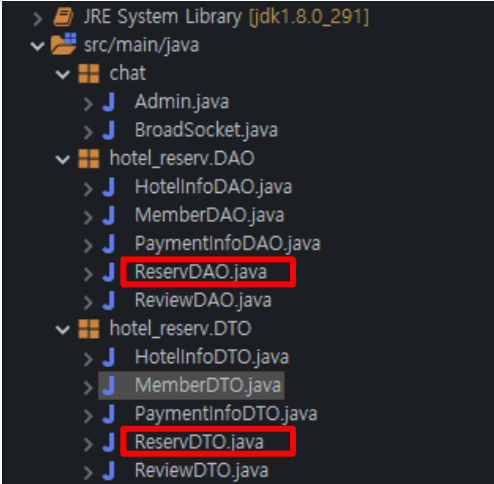 JRE System Library [jdk1.8.0_291]
src/main/java
chat
Admin.java
BroadSocket.java
hotel_reserv.DAO
HotelInfoDAO.java
MemberDAO.java
PaymentInfoDAO.java
ReservDAO.java
ReviewDAO.java
hotel_reserv.DTO
HotelInfoDTO.java
MemberDTO.java
PaymentInfoDTO.java
ReservDTO.java
ReviewDTO.java